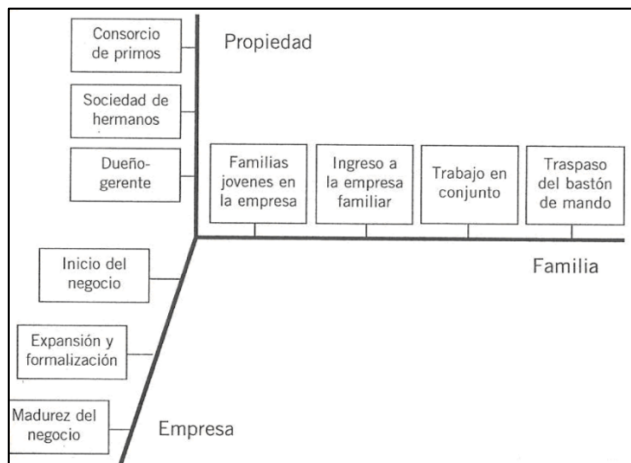 Consorcio
de primos
Propiedad
Sociedad de
hermanos
Dueño-
gerente
Familias
jovenes en
la empresa
Ingreso a
la empresa
familiar
Trabajo en
conjunto
Traspaso
del bastón
de mando
Inicio del
negocio
Familia
Expansión y
formalización
Madurez del
negocio
Empresa